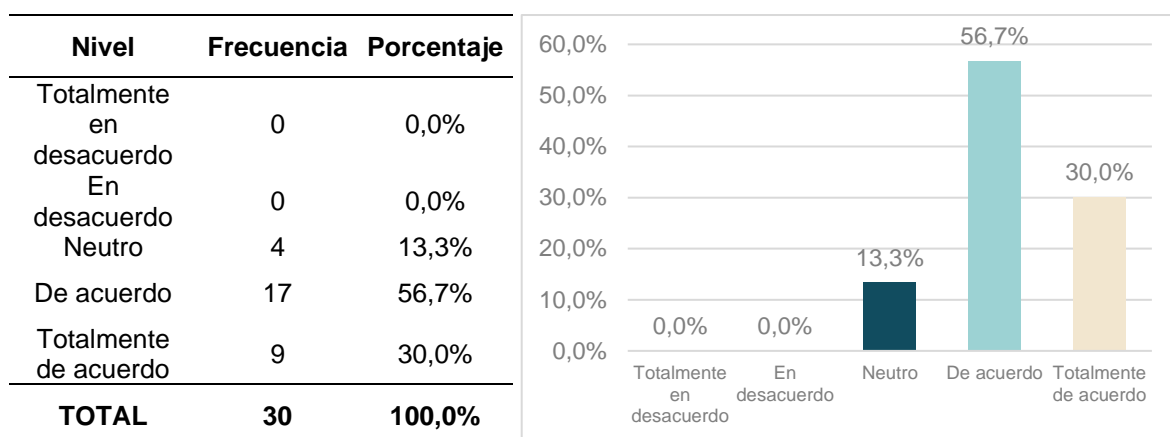 Nivel Frecuencia Porcentaje
Totalmente
en
desacuerdo
0 0,0%
En
desacuerdo
0 0,0%
Neutro 4 13,3%
De acuerdo 17 56,7%
Totalmente
de acuerdo
9 30,0%
TOTAL 30 100,0%
60,0%
50,0%
40,0%
30,0%
20,0%
10,0%
0,0%
0,0%
0,0%
13,3%
56,7%
30,0%
Totalmente
en
desacuerdo
En
desacuerdo
Neutro
De acuerdo
Totalmente
de acuerdo